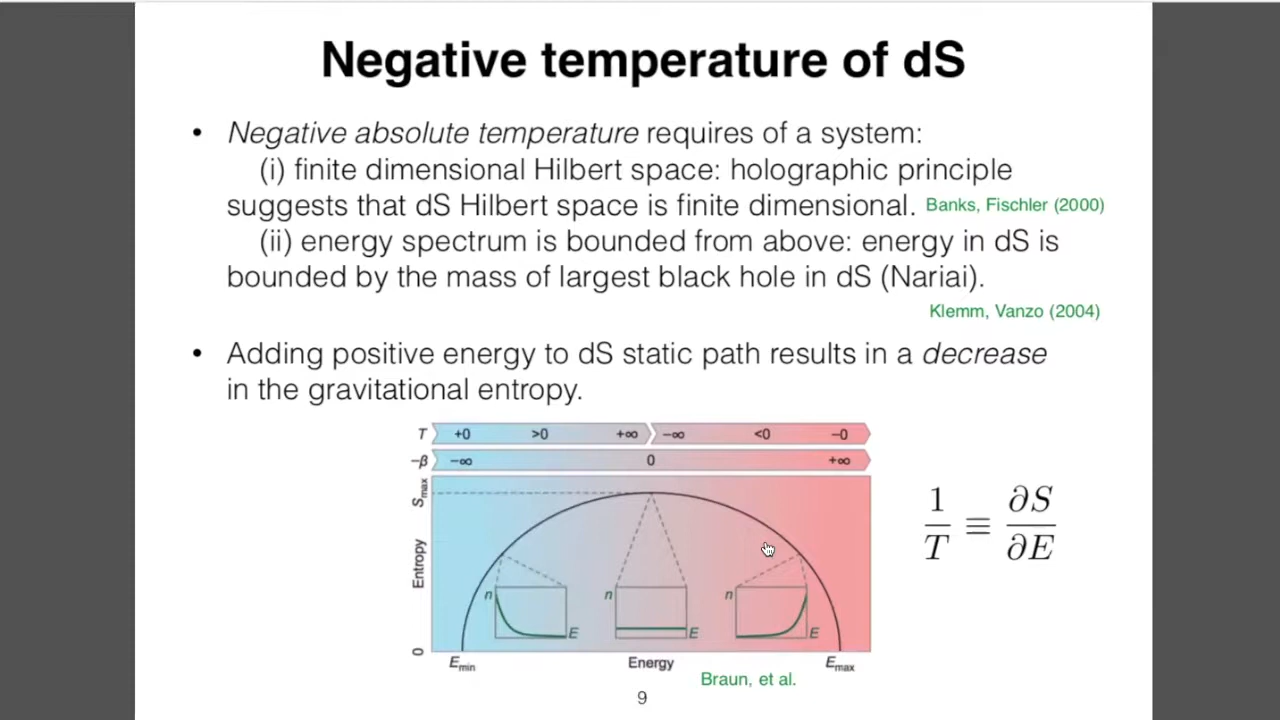 Negative temperature of dS
• Negative absolute temperature requires of a system:
(i) finite dimensional Hilbert space: holographic principle
suggests that dS Hilbert space is finite dimensional. Banks, Fischler (2000)
(ii) energy spectrum is bounded from above: energy in dS is
bounded by the mass of largest black hole in dS (Nariai).
Klemm, Vanzo (2004)
• Adding positive energy to dS static path results in a decrease
in the gravitational entropy.
T +0 >0 +∞ −∞ <0 −0
−β −∞ 0 +∞
Smax
Entropy
0
n E
n E
n E
Emin Energy Emax
Braun, et al.
1/T ≡ ∂S/∂E
9